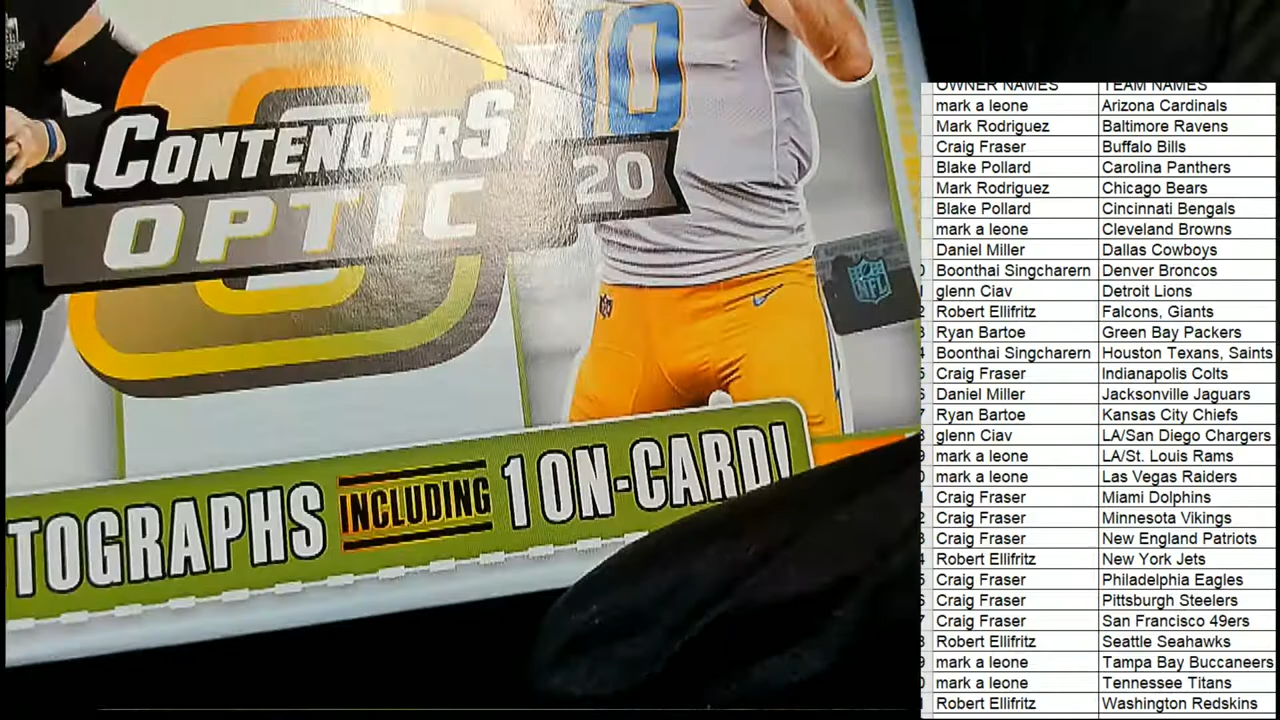 10
CONTENDERS
20
OPTIC
NFL
TOGRAPHS INCLUDING 1 ON-CARD!
OWNER NAMES TEAM NAMES
mark a leone Arizona Cardinals
Mark Rodriguez Baltimore Ravens
Craig Fraser Buffalo Bills
Blake Pollard Carolina Panthers
Mark Rodriguez Chicago Bears
Blake Pollard Cincinnati Bengals
mark a leone Cleveland Browns
Daniel Miller Dallas Cowboys
Boonthai Singcharern Denver Broncos
glenn Ciav Detroit Lions
Robert Ellifritz Falcons, Giants
Ryan Bartoe Green Bay Packers
Boonthai Singcharern Houston Texans, Saints
Craig Fraser Indianapolis Colts
Daniel Miller Jacksonville Jaguars
Ryan Bartoe Kansas City Chiefs
glenn Ciav LA/San Diego Chargers
mark a leone LA/St. Louis Rams
mark a leone Las Vegas Raiders
Craig Fraser Miami Dolphins
Craig Fraser Minnesota Vikings
Craig Fraser New England Patriots
Robert Ellifritz New York Jets
Craig Fraser Philadelphia Eagles
Craig Fraser Pittsburgh Steelers
Craig Fraser San Francisco 49ers
Robert Ellifritz Seattle Seahawks
mark a leone Tampa Bay Buccaneers
mark a leone Tennessee Titans
Robert Ellifritz Washington Redskins